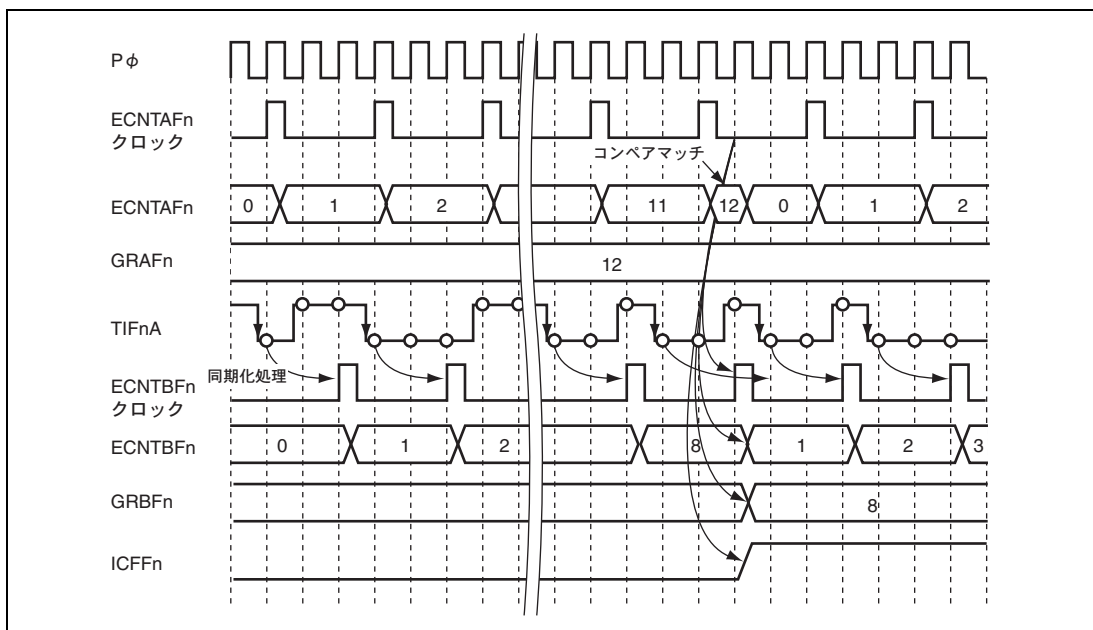 Pφ
ECNTAFn
クロック
コンペアマッチ
ECNTAFn
0 1 2 11 12 0 1 2
GRAFn
12
TIFnA
同期化処理
ECNTBFn
クロック
ECNTBFn
0 1 2 8 1 2 3
GRBFn
8
ICFFn